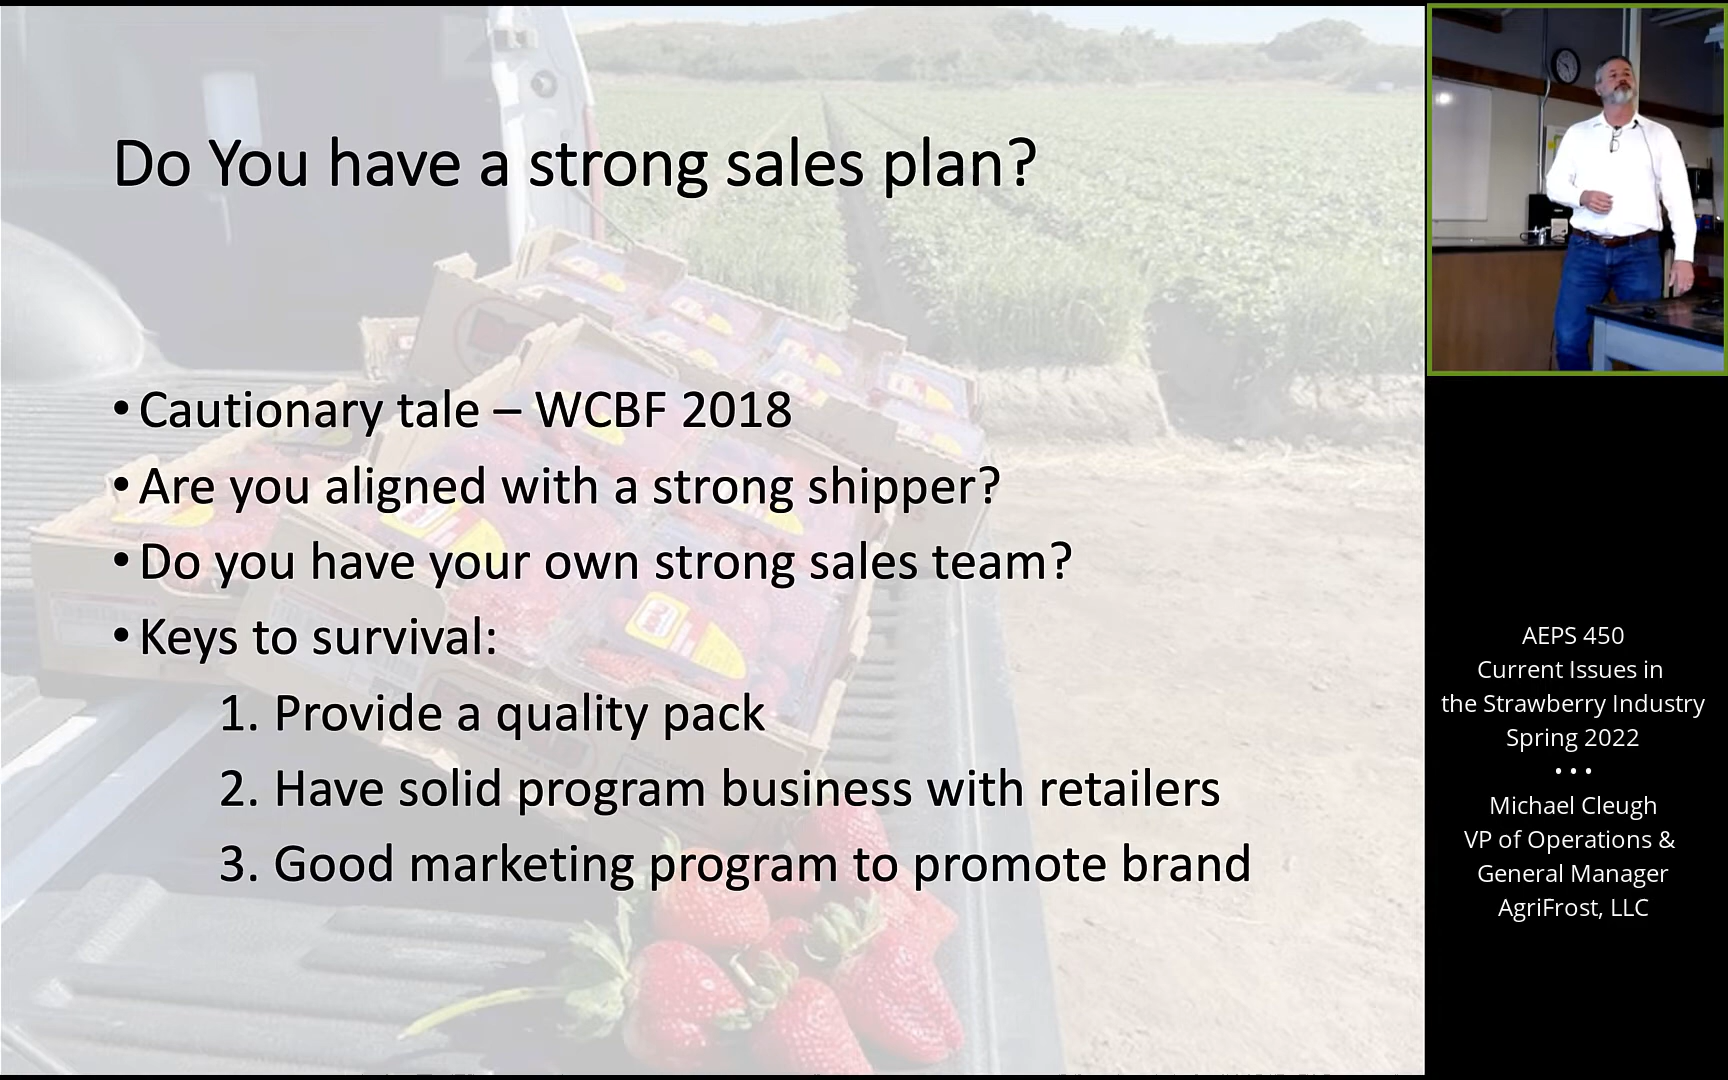 Do You have a strong sales plan?
• Cautionary tale – WCBF 2018
• Are you aligned with a strong shipper?
• Do you have your own strong sales team?
• Keys to survival:
1. Provide a quality pack
2. Have solid program business with retailers
3. Good marketing program to promote brand
AEPS 450
Current Issues in
the Strawberry Industry
Spring 2022
• • •
Michael Cleugh
VP of Operations &
General Manager
AgriFrost, LLC